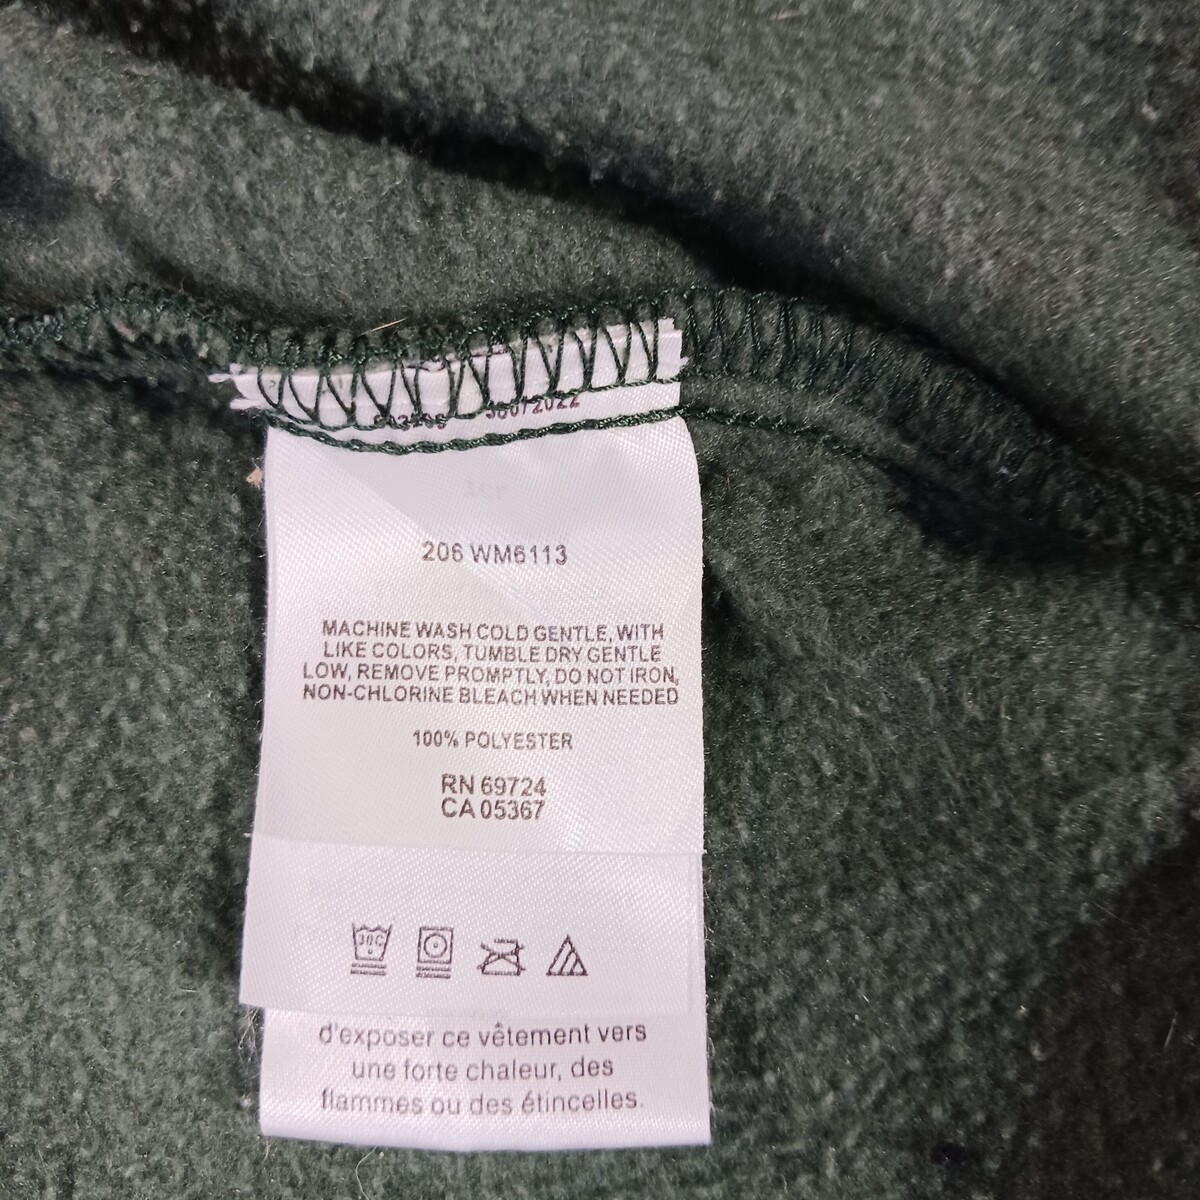 206 WM6113
MACHINE WASH COLD GENTLE, WITH
LIKE COLORS, TUMBLE DRY GENTLE
LOW, REMOVE PROMPTLY, DO NOT IRON,
NON-CHLORINE BLEACH WHEN NEEDED
100% POLYESTER
RN 69724
CA 05367
30C
d'exposer ce vêtement vers
une forte chaleur, des
flammes ou des étincelles.